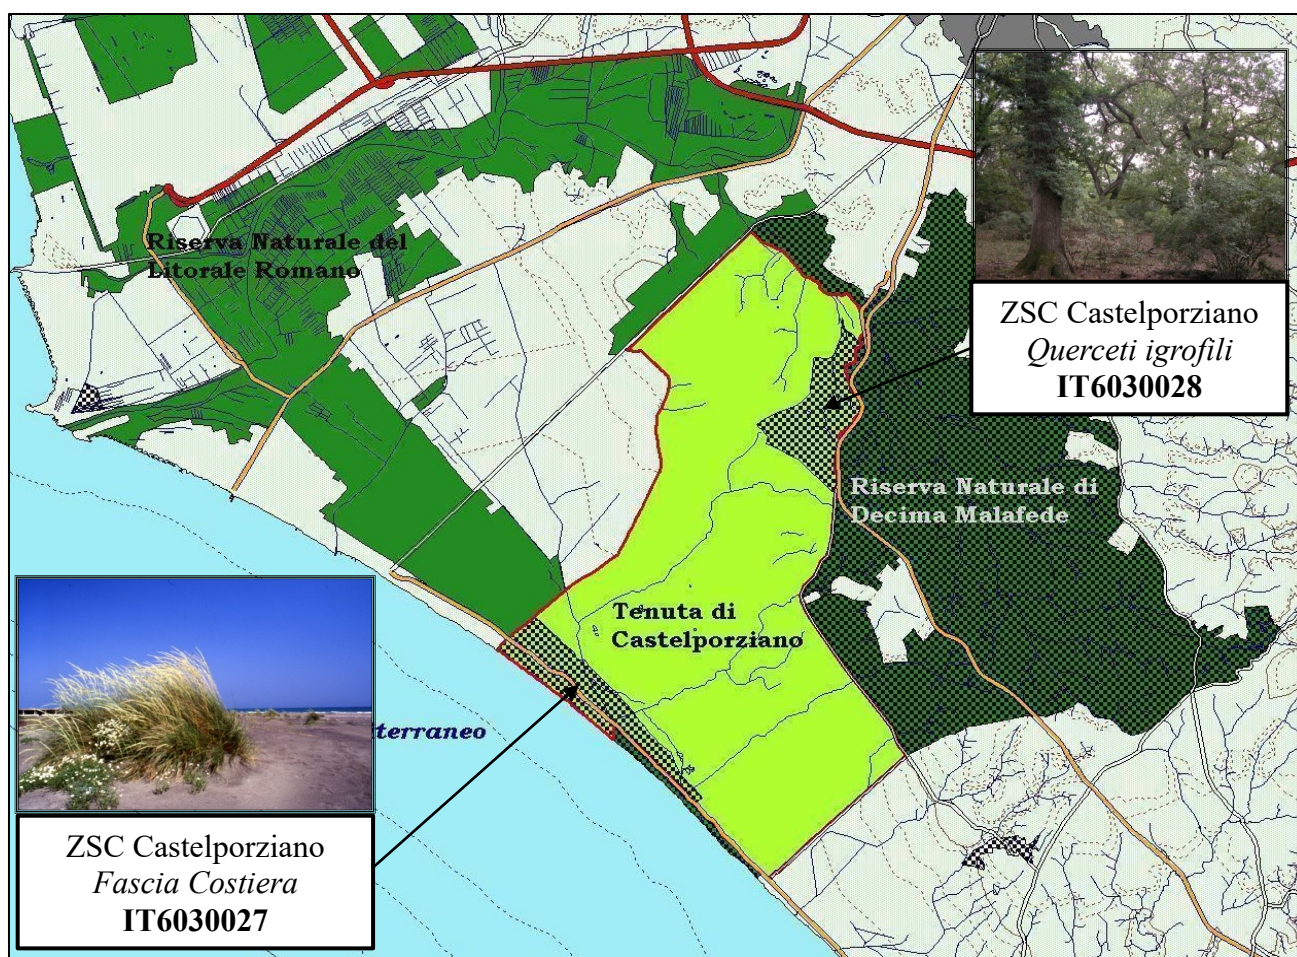 Riserva Naturale del
Litorale Romano
ZSC Castelporziano
Querceti igrofili
IT6030028
Riserva Naturale di
Decima Malafede
Tenuta di
Castelporziano
terraneo
ZSC Castelporziano
Fascia Costiera
IT6030027